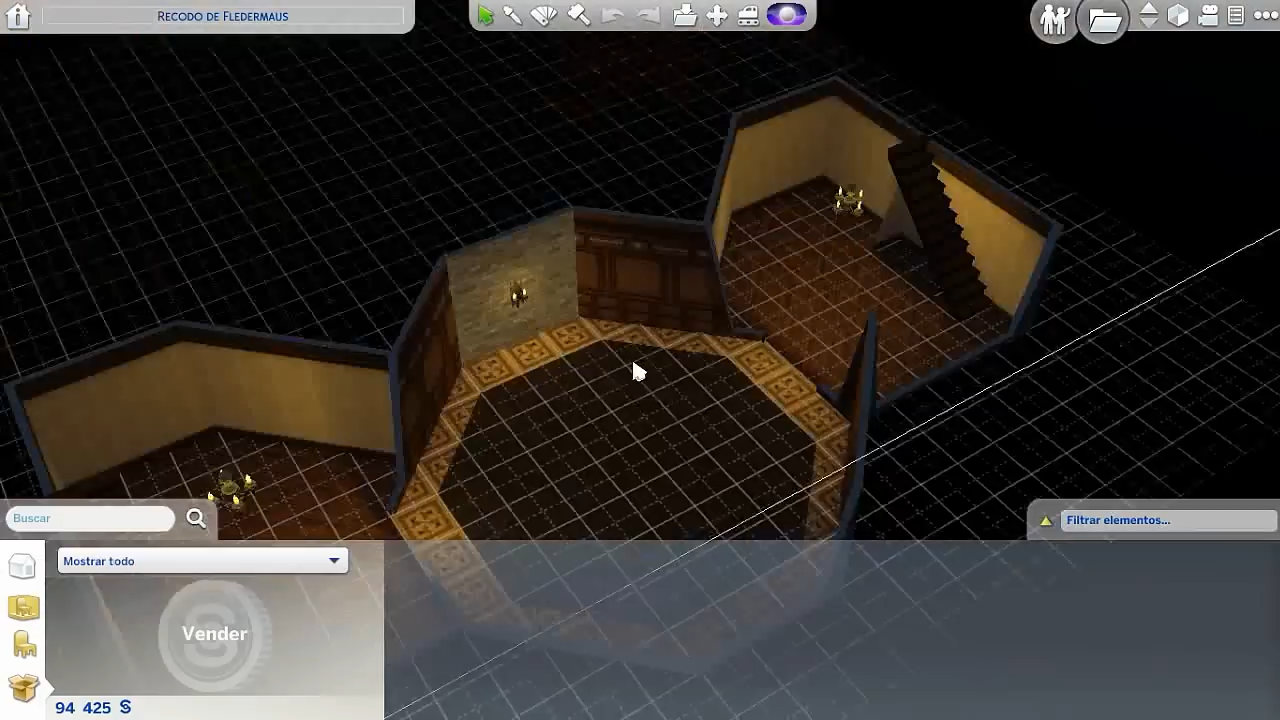 RECODO DE FLEDERMAUS
Buscar
Filtrar elementos...
Mostrar todo
Vender
94 425 S